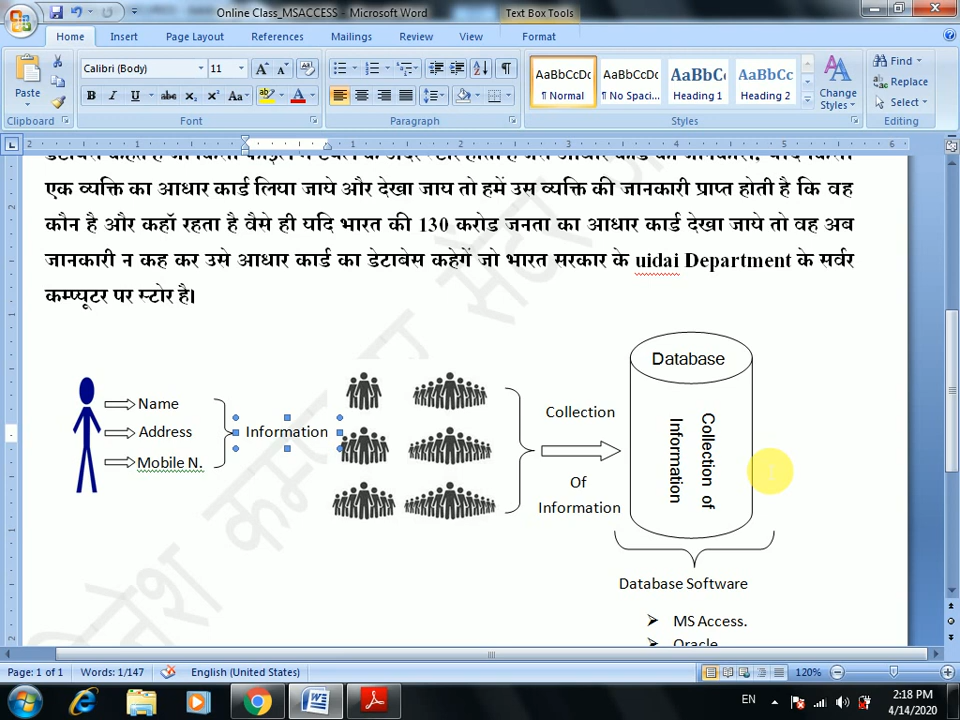 Online Class_MSACCESS - Microsoft Word
Text Box Tools
Home
Insert
Page Layout
References
Mailings
Review
View
Format
Paste
Calibri (Body)
11
Find
Replace
Select
Change Styles
AaBbCcDc
AaBbCcDc
AaBbCc
AaBbCc
¶ Normal
¶ No Spaci...
Heading 1
Heading 2
Clipboard
Font
Paragraph
Styles
Editing
एक व्यक्ति का आधार कार्ड लिया जाये और देखा जाय तो हमें उस व्यक्ति की जानकारी प्राप्त होती है कि वह
कौन है और कहॉ रहता है वैसे ही यदि भारत की 130 करोड जनता का आधार कार्ड देखा जाये तो वह अब
जानकारी न कह कर उसे आधार कार्ड का डेटाबेस कहेगें जो भारत सरकार के uidai Department के सर्वर
कम्प्यूटर पर स्टोर है।
Name
Address
Mobile N.
Information
Collection
Of
Information
Database
Collection of
Information
Database Software
MS Access.
Oracle
Page: 1 of 1
Words: 1/147
English (United States)
120%
EN
2:18 PM
4/14/2020